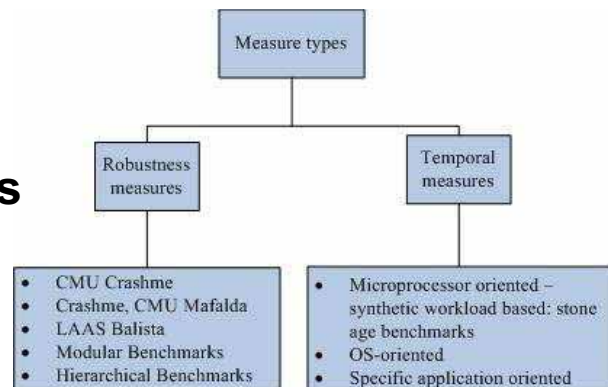 Measure types
s
Robustness
measures
Temporal
measures
• CMU Crashme
• Crashme, CMU Mafalda
• LAAS Balista
• Modular Benchmarks
• Hierarchical Benchmarks
• Microprocessor oriented –
synthetic workload based: stone
age benchmarks
• OS-oriented
• Specific application oriented